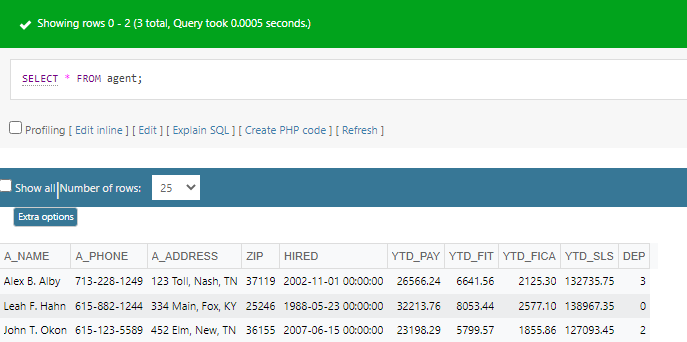 Showing rows 0 - 2 (3 total, Query took 0.0005 seconds.)
SELECT * FROM agent;
Profiling [ Edit inline ] [ Edit ] [ Explain SQL ] [ Create PHP code ] [ Refresh ]
Show all Number of rows: 25
Extra options
A_NAME A_PHONE A_ADDRESS ZIP HIRED YTD_PAY YTD_FIT YTD_FICA YTD_SLS DEP
Alex B. Alby 713-228-1249 123 Toll, Nash, TN 37119 2002-11-01 00:00:00 26566.24 6641.56 2125.30 132735.75 3
Leah F. Hahn 615-882-1244 334 Main, Fox, KY 25246 1988-05-23 00:00:00 32213.76 8053.44 2577.10 138967.35 0
John T. Okon 615-123-5589 452 Elm, New, TN 36155 2007-06-15 00:00:00 23198.29 5799.57 1855.86 127093.45 2